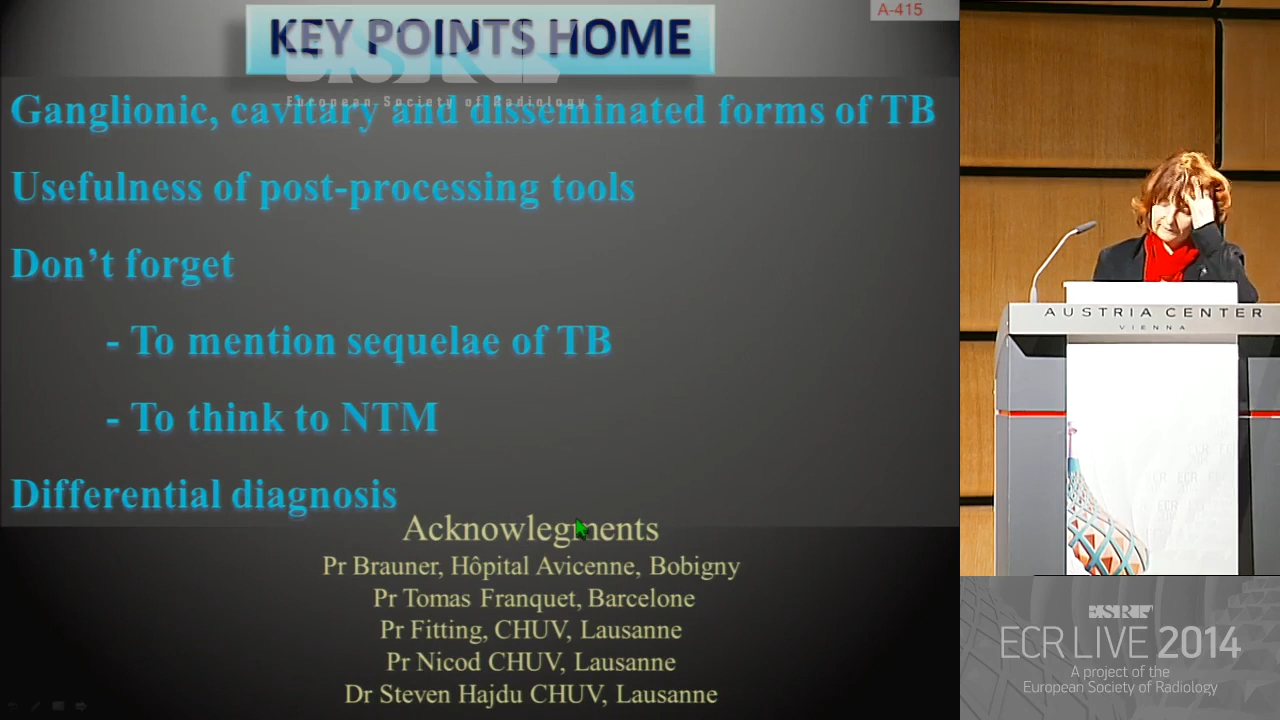 KEY POINTS HOME
A-415
European Society of Radiology
Ganglionic, cavitary and disseminated forms of TB
Usefulness of post-processing tools
Don't forget
- To mention sequelae of TB
- To think to NTM
Differential diagnosis
Acknowlegments
Pr Brauner, Hôpital Avicenne, Bobigny
Pr Tomas Franquet, Barcelone
Pr Fitting, CHUV, Lausanne
Pr Nicod CHUV, Lausanne
Dr Steven Hajdu CHUV, Lausanne
AUSTRIA CENTER
VIENNA
ECR LIVE 2014
A project of the
European Society of Radiology